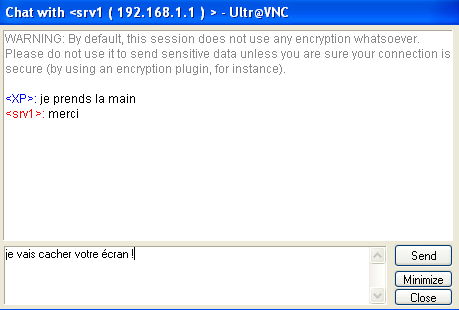 Chat with <srv1 ( 192.168.1.1 ) > - Ultr@VNC
WARNING: By default, this session does not use any encryption whatsoever.
Please do not use it to send sensitive data unless you are sure your connection is
secure (by using an encryption plugin, for instance).
<XP>: je prends la main
<srv1>: merci
je vais cacher votre écran !
Send
Minimize
Close